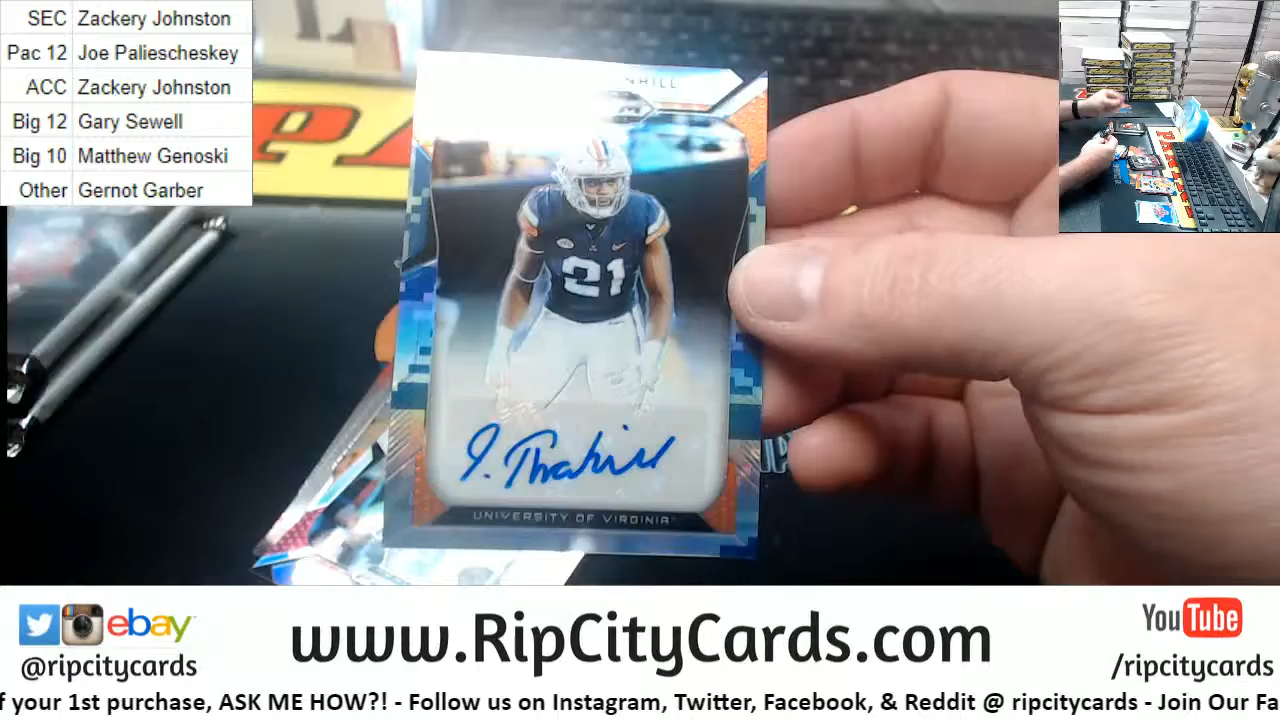 SEC Zackery Johnston
Pac 12 Joe Paliescheskey
ACC Zackery Johnston
Big 12 Gary Sewell
Big 10 Matthew Genoski
Other Gernot Garber
21
J. Thrahill
UNIVERSITY OF VIRGINIA
ebay
@ripcitycards
www.RipCityCards.com
YouTube
/ripcitycards
f your 1st purchase, ASK ME HOW?! - Follow us on Instagram, Twitter, Facebook, & Reddit @ ripcitycards - Join Our Fa